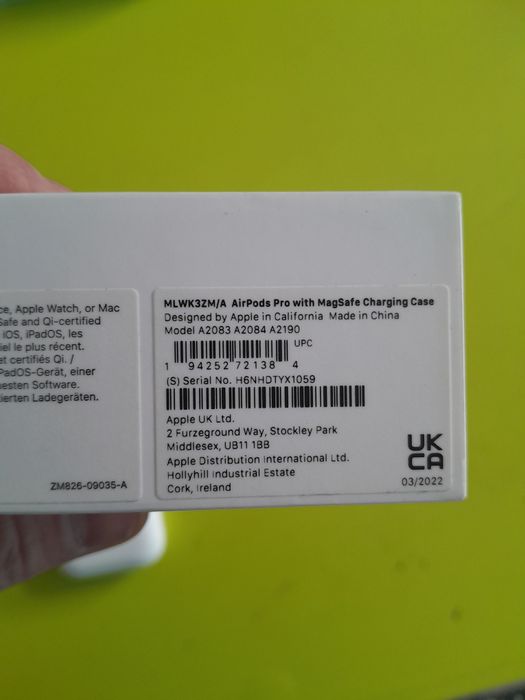 ce, Apple Watch, or Mac
Safe and Qi-certified
iOS, iPadOS, les
iel le plus récent.
et certifiés Qi. /
PadOS-Gerät, einer
uesten Software.
ierten Ladegeräten.
ZM826-09035-A
MLWK3ZM/A AirPods Pro with MagSafe Charging Case
Designed by Apple in California Made in China
Model A2083 A2084 A2190
UPC
1 94252 72138 4
(S) Serial No. H6NHDTYX1059
Apple UK Ltd.
2 Furzeground Way, Stockley Park
Middlesex, UB11 1BB
Apple Distribution International Ltd.
Hollyhill Industrial Estate
Cork, Ireland
UK
CA
03/2022